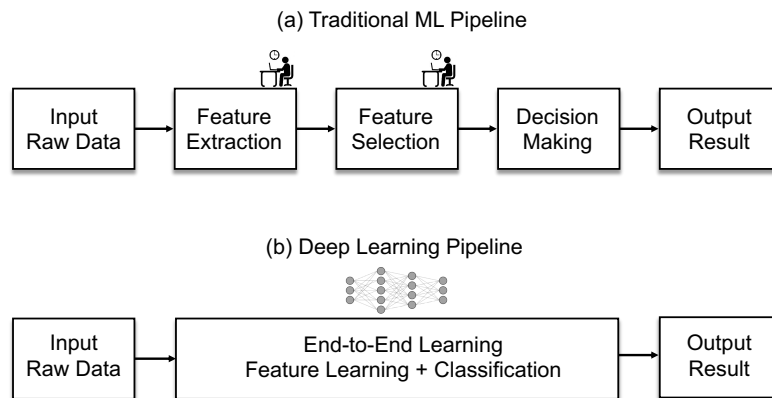 (a) Traditional ML Pipeline
Input
Raw Data
Feature
Extraction
Feature
Selection
Decision
Making
Output
Result
(b) Deep Learning Pipeline
Input
Raw Data
End-to-End Learning
Feature Learning + Classification
Output
Result